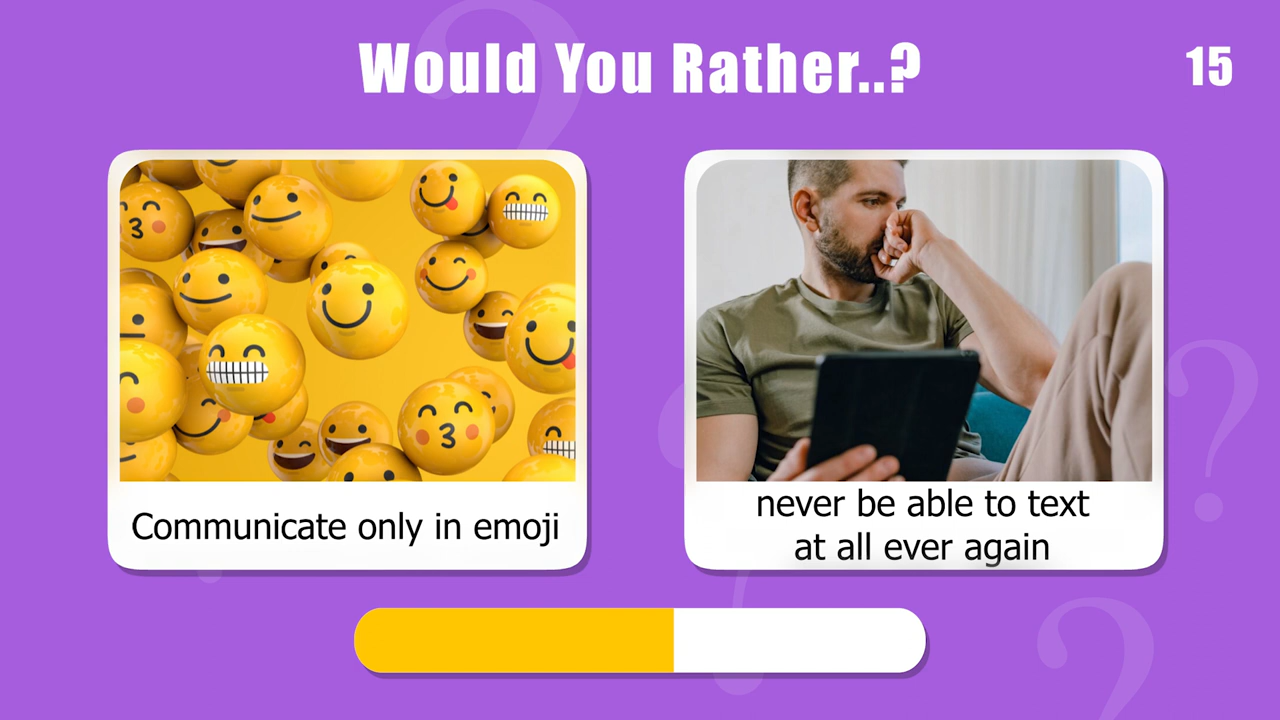 Would You Rather..?
15
Communicate only in emoji
never be able to text
at all ever again